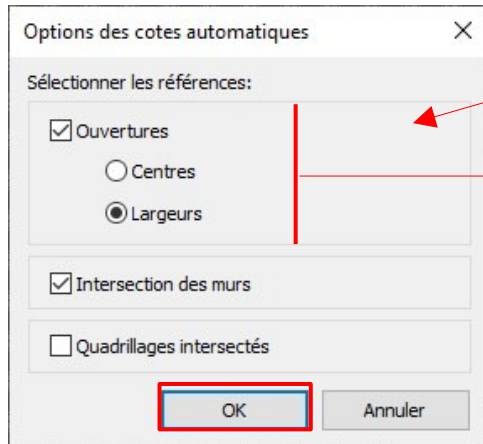 Options des cotes automatiques
Sélectionner les références:
Ouvertures
Centres
Largeurs
Intersection des murs
Quadrillages intersectés
OK Annuler